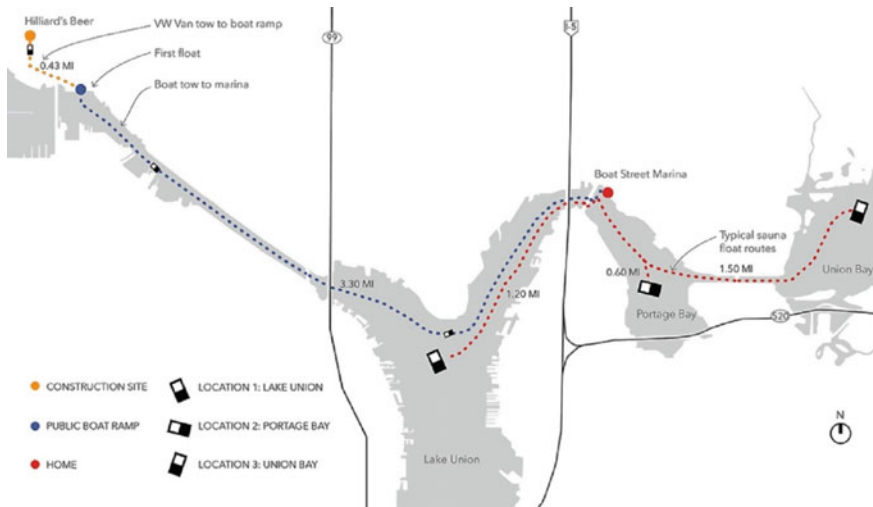 Hilliard's Beer
VW Van tow to boat ramp
99
I-5
First float
0.43 MI
Boat tow to marina
Boat Street Marina
Typical sauna
float routes
1.50 MI
Union Bay
0.60 MI
3.30 MI
1.20 MI
Portage Bay
520
CONSTRUCTION SITE
LOCATION 1: LAKE UNION
PUBLIC BOAT RAMP
LOCATION 2: PORTAGE BAY
N
HOME
LOCATION 3: UNION BAY
Lake Union